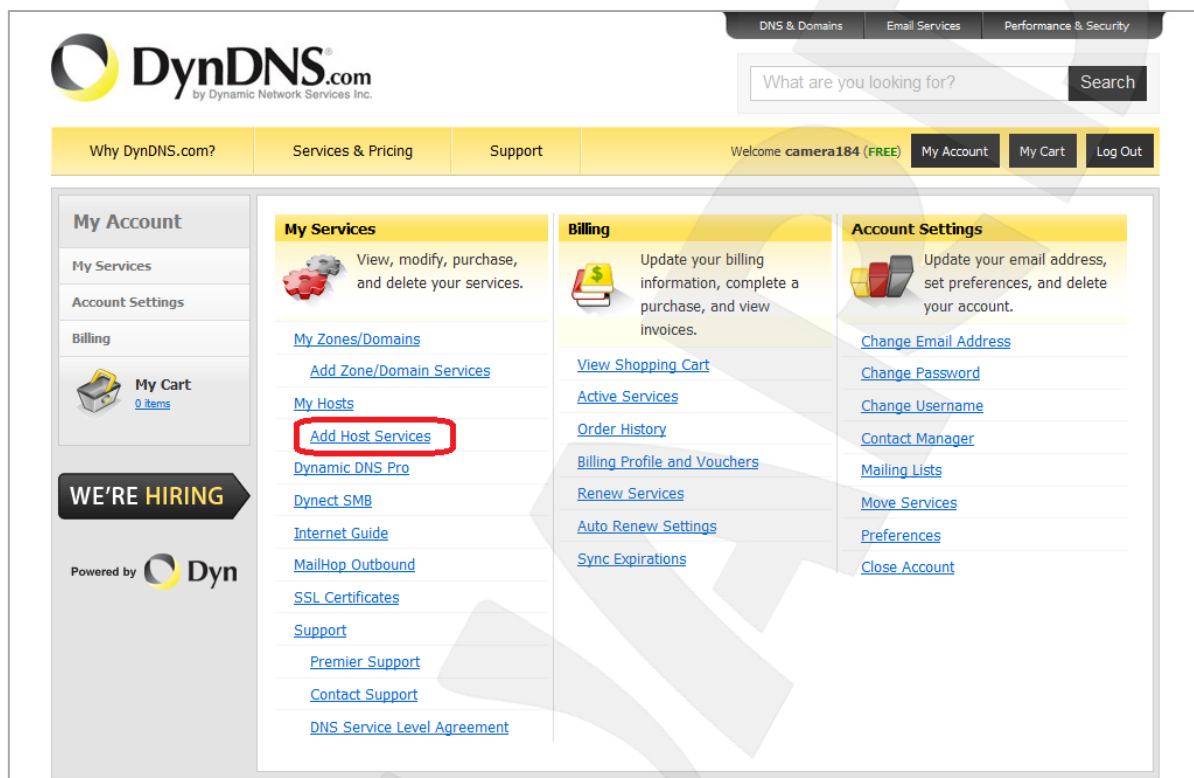 DNS & Domains Email Services Performance & Security
DynDNS.com
by Dynamic Network Services Inc.
What are you looking for? Search
Why DynDNS.com? Services & Pricing Support Welcome camera184 (FREE) My Account My Cart Log Out
My Account
My Services
Account Settings
Billing
My Cart
0 items
WE'RE HIRING
Powered by Dyn
My Services
View, modify, purchase,
and delete your services.
My Zones/Domains
Add Zone/Domain Services
My Hosts
Add Host Services
Dynamic DNS Pro
Dynect SMB
Internet Guide
MailHop Outbound
SSL Certificates
Support
Premier Support
Contact Support
DNS Service Level Agreement
Billing
Update your billing
information, complete a
purchase, and view
invoices.
View Shopping Cart
Active Services
Order History
Billing Profile and Vouchers
Renew Services
Auto Renew Settings
Sync Expirations
Account Settings
Update your email address,
set preferences, and delete
your account.
Change Email Address
Change Password
Change Username
Contact Manager
Mailing Lists
Move Services
Preferences
Close Account